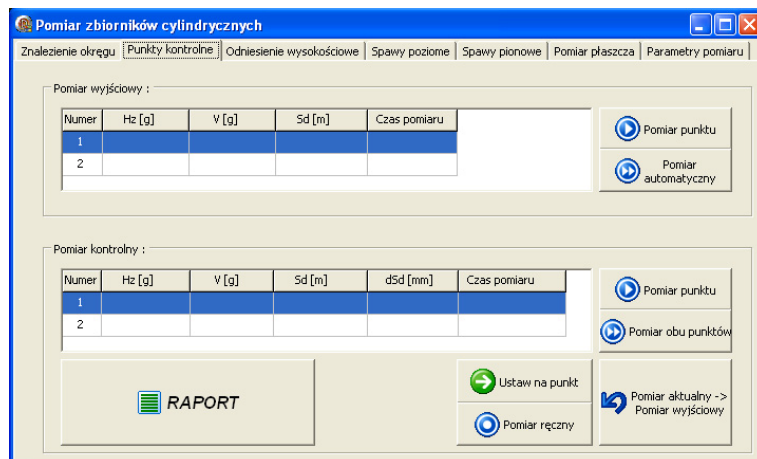 Pomiar zbiorników cylindrycznych
Znalezienie okręgu Punkty kontrolne Odniesienie wysokościowe Spawy poziome Spawy pionowe Pomiar płaszcza Parametry pomiaru
Pomiar wyjściowy :
Numer Hz [g] V [g] Sd [m] Czas pomiaru
1
2
Pomiar punktu
Pomiar
automatyczny
Pomiar kontrolny :
Numer Hz [g] V [g] Sd [m] dSd [mm] Czas pomiaru
1
2
Pomiar punktu
Pomiar obu punktów
RAPORT
Ustaw na punkt
Pomiar ręczny
Pomiar aktualny ->
Pomiar wyjściowy